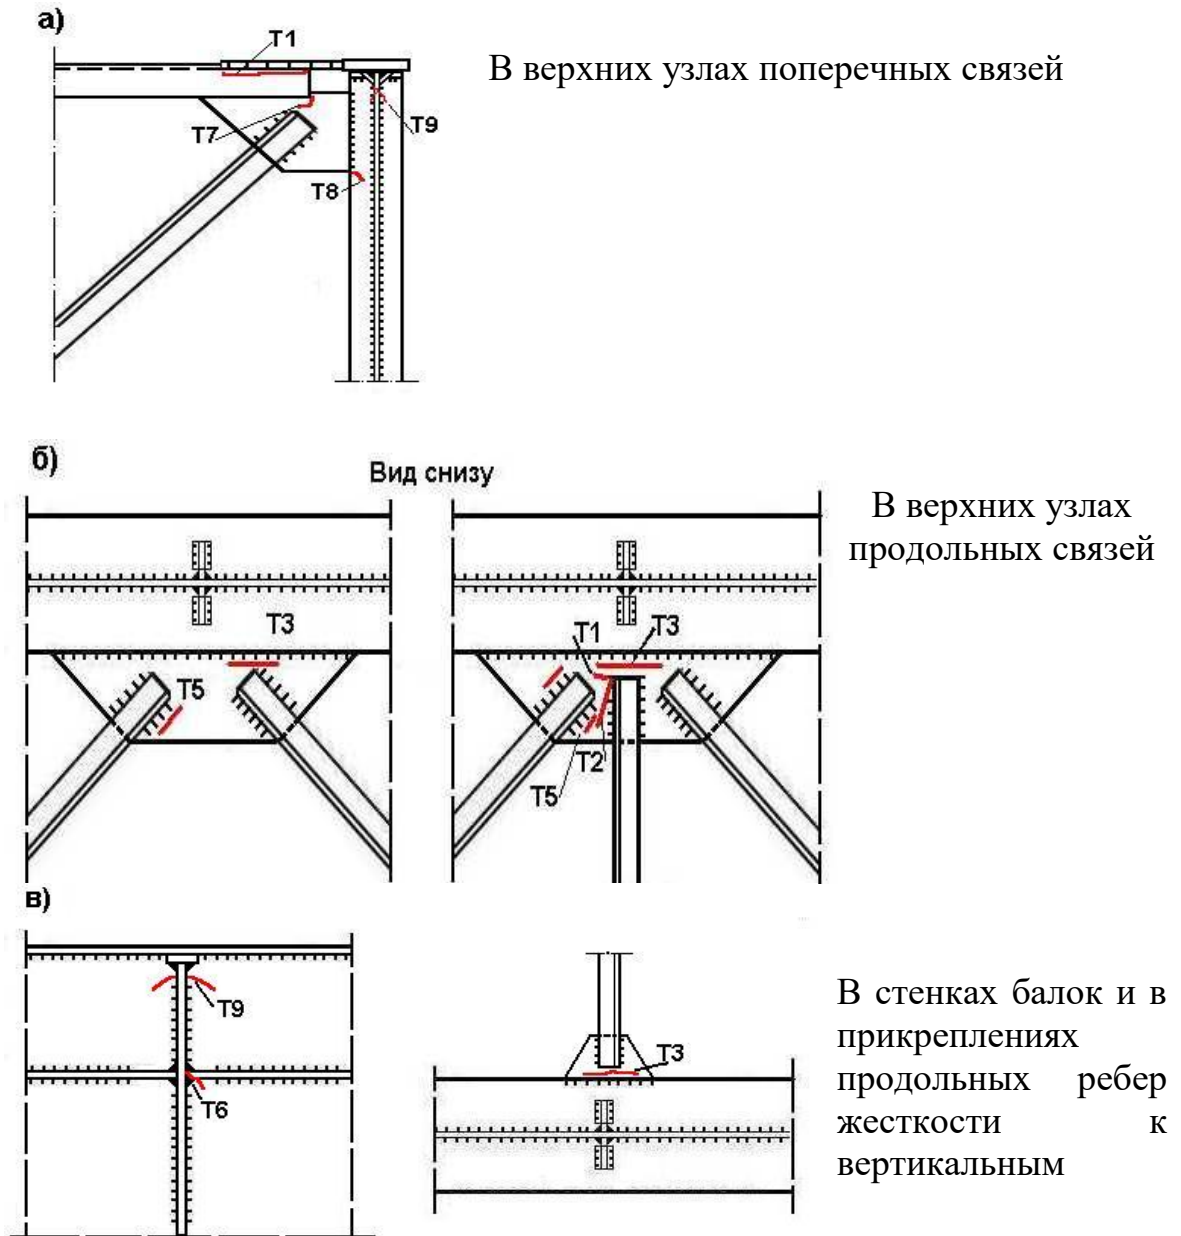 а)
Т1
В верхних узлах поперечных связей
Т7
Т9
Т8
б)
Вид снизу
В верхних узлах
продольных связей
Т3
Т5
Т1
Т3
Т2
Т5
в)
Т9
Т6
Т3
В стенках балок и в
прикреплениях
продольных ребер
жесткости к
вертикальным